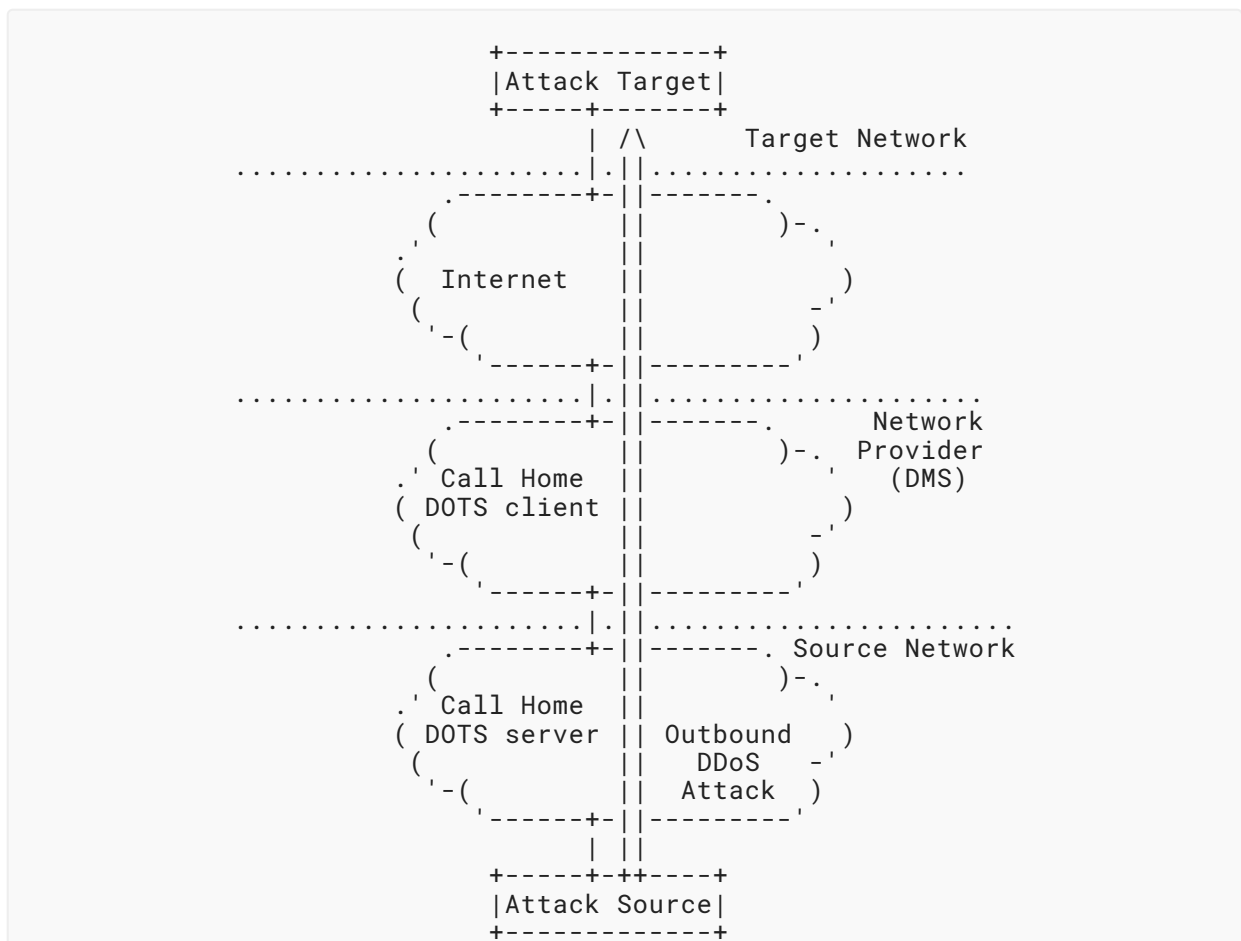 Attack Target
Target Network
Internet
Network
Provider
Call Home (DMS)
DOTS client
Source Network
Call Home
DOTS server Outbound
DDoS
Attack
Attack Source